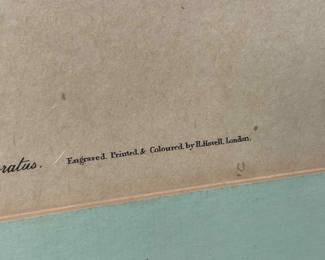 ratus. Engraved, Printed, & Coloured, by R. Havell, London.